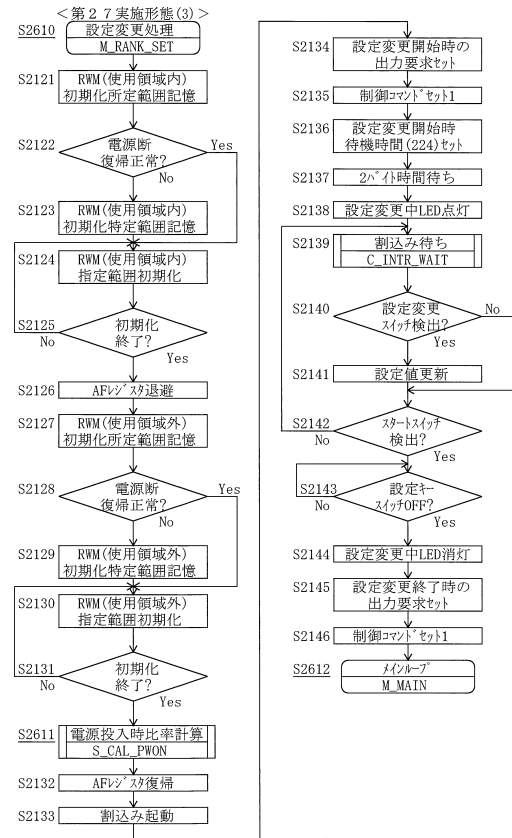 <第27実施形態(3)>
S2610
設定変更処理
M_RANK_SET
S2121
RWM(使用領域内)
初期化所定範囲記憶
S2122
電源断
復帰正常?
Yes
No
S2123
RWM(使用領域内)
初期化特定範囲記憶
S2124
RWM(使用領域内)
指定範囲初期化
S2125
初期化
終了?
No
Yes
S2126
AFレジスタ退避
S2127
RWM(使用領域外)
初期化所定範囲記憶
S2128
電源断
復帰正常?
Yes
No
S2129
RWM(使用領域外)
初期化特定範囲記憶
S2130
RWM(使用領域外)
指定範囲初期化
S2131
初期化
終了?
No
Yes
S2611
電源投入時比率計算
S_CAL_PWON
S2132
AFレジスタ復帰
S2133
割込み起動
S2134
設定変更開始時の
出力要求セット
S2135
制御コマンドセット1
S2136
設定変更開始時
待機時間(224)セット
S2137
2バイト時間待ち
S2138
設定変更中LED点灯
S2139
割込み待ち
C_INTR_WAIT
S2140
設定変更
スイッチ検出?
No
Yes
S2141
設定値更新
S2142
スタートスイッチ
検出?
No
Yes
S2143
設定キー
スイッチOFF?
No
Yes
S2144
設定変更中LED消灯
S2145
設定変更終了時の
出力要求セット
S2146
制御コマンドセット1
S2612
メインループ
M_MAIN